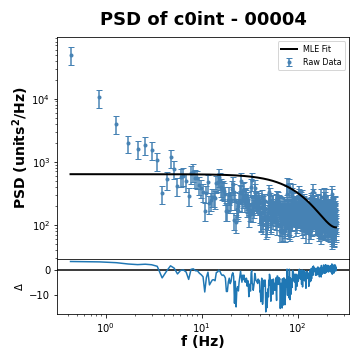 PSD of c0int - 00004
MLE Fit
Raw Data
PSD (units²/Hz)
10⁴
10³
10²
Δ
0
−10
10⁰
10¹
10²
f (Hz)